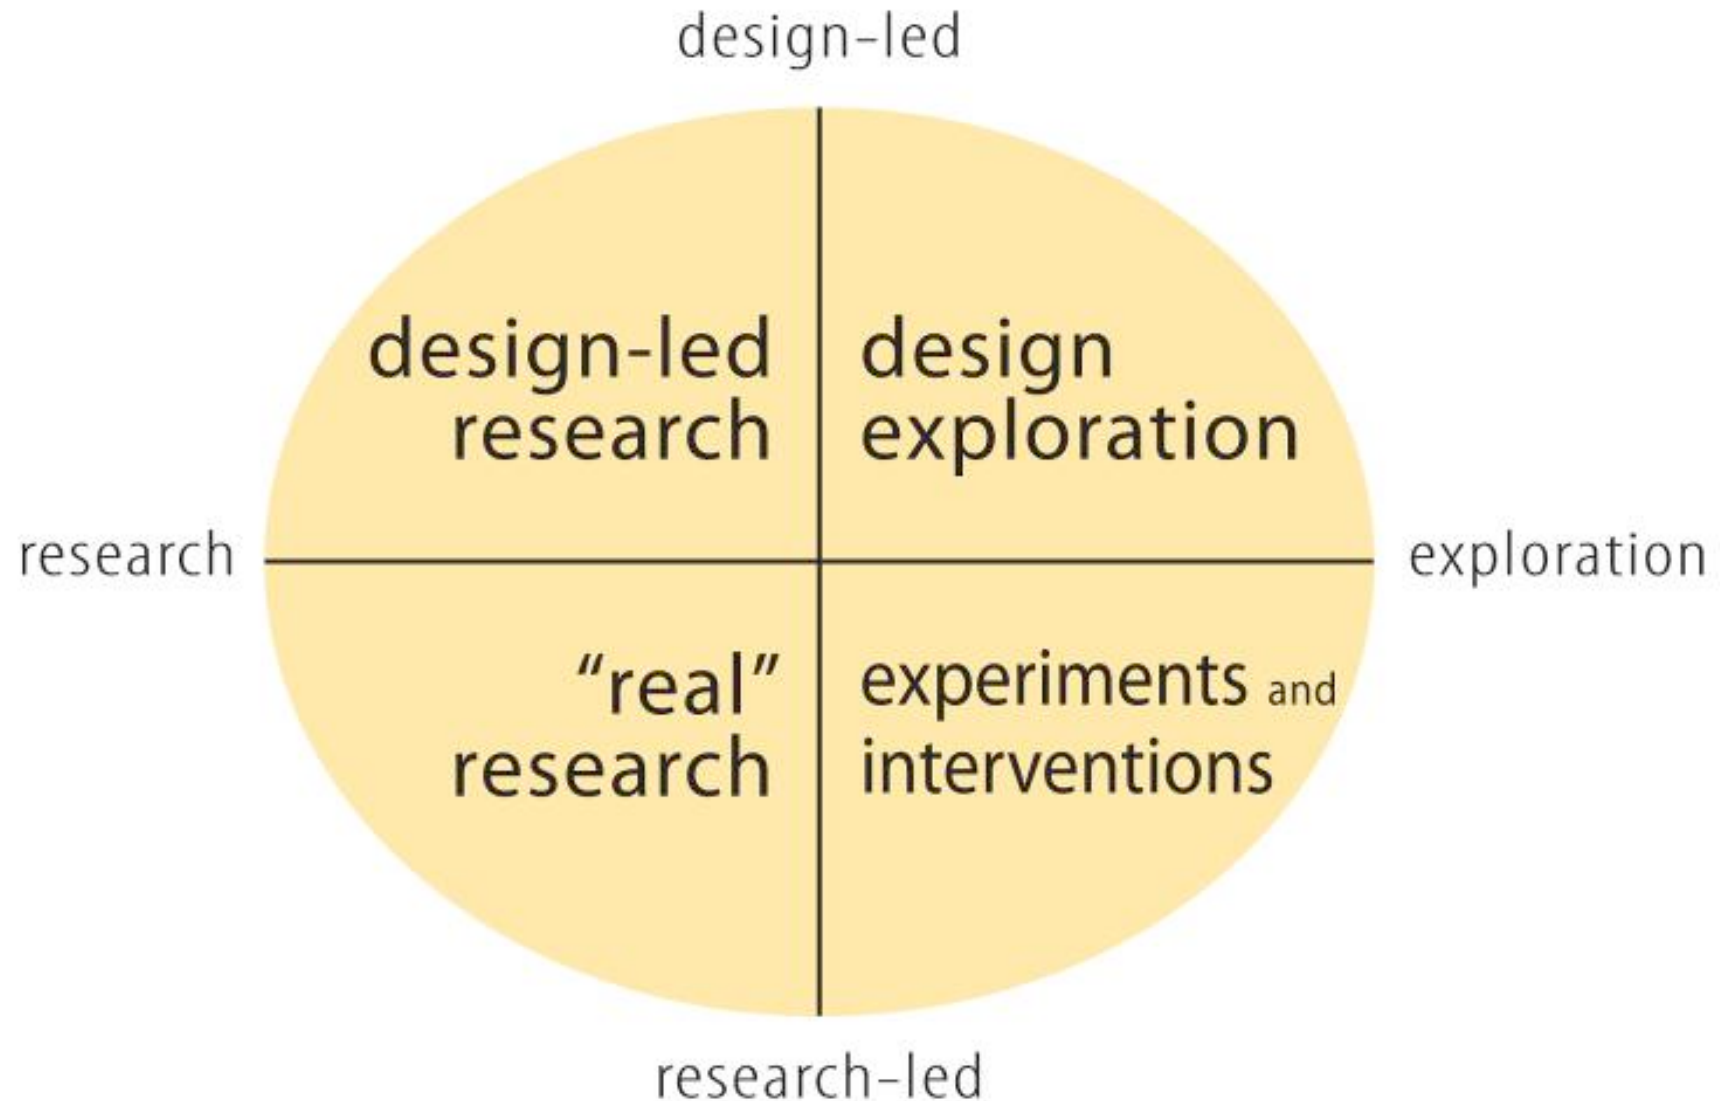 design–led
design-led
research
design
exploration
research
exploration
“real”
research
experiments and
interventions
research–led